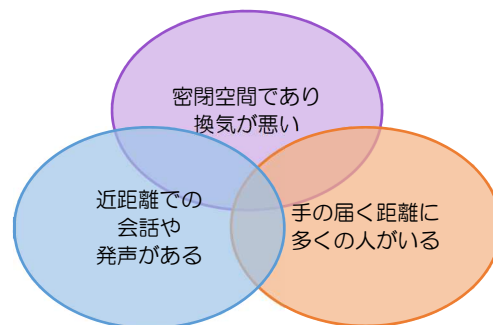 密閉空間であり
換気が悪い
近距離での
会話や
発声がある
手の届く距離に
多くの人がいる